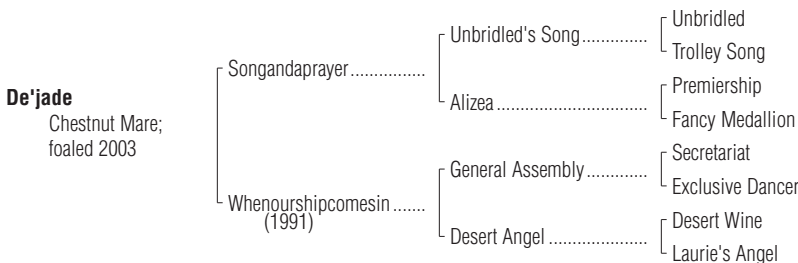 De'jade
Chestnut Mare;
foaled 2003
Songandaprayer................
Whenourshipcomesin.......
(1991)
Unbridled's Song..............
Alizea................................
General Assembly.............
Desert Angel.....................
Unbridled
Trolley Song
Premiership
Fancy Medallion
Secretariat
Exclusive Dancer
Desert Wine
Laurie's Angel